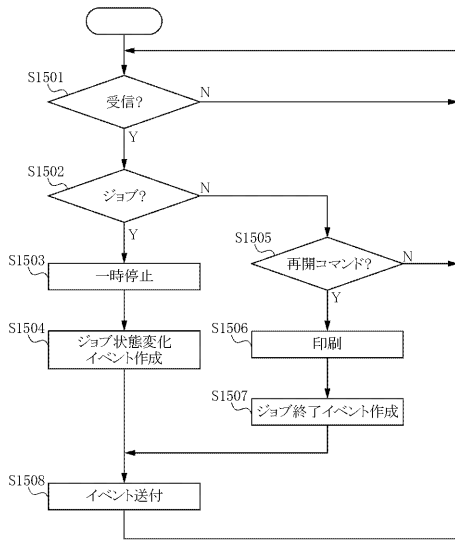 S1501
受信?
N
Y
S1502
ジョブ?
N
Y
S1503
一時停止
S1505
再開コマンド?
N
Y
S1504
ジョブ状態変化
イベント作成
S1506
印刷
S1507
ジョブ終了イベント作成
S1508
イベント送付